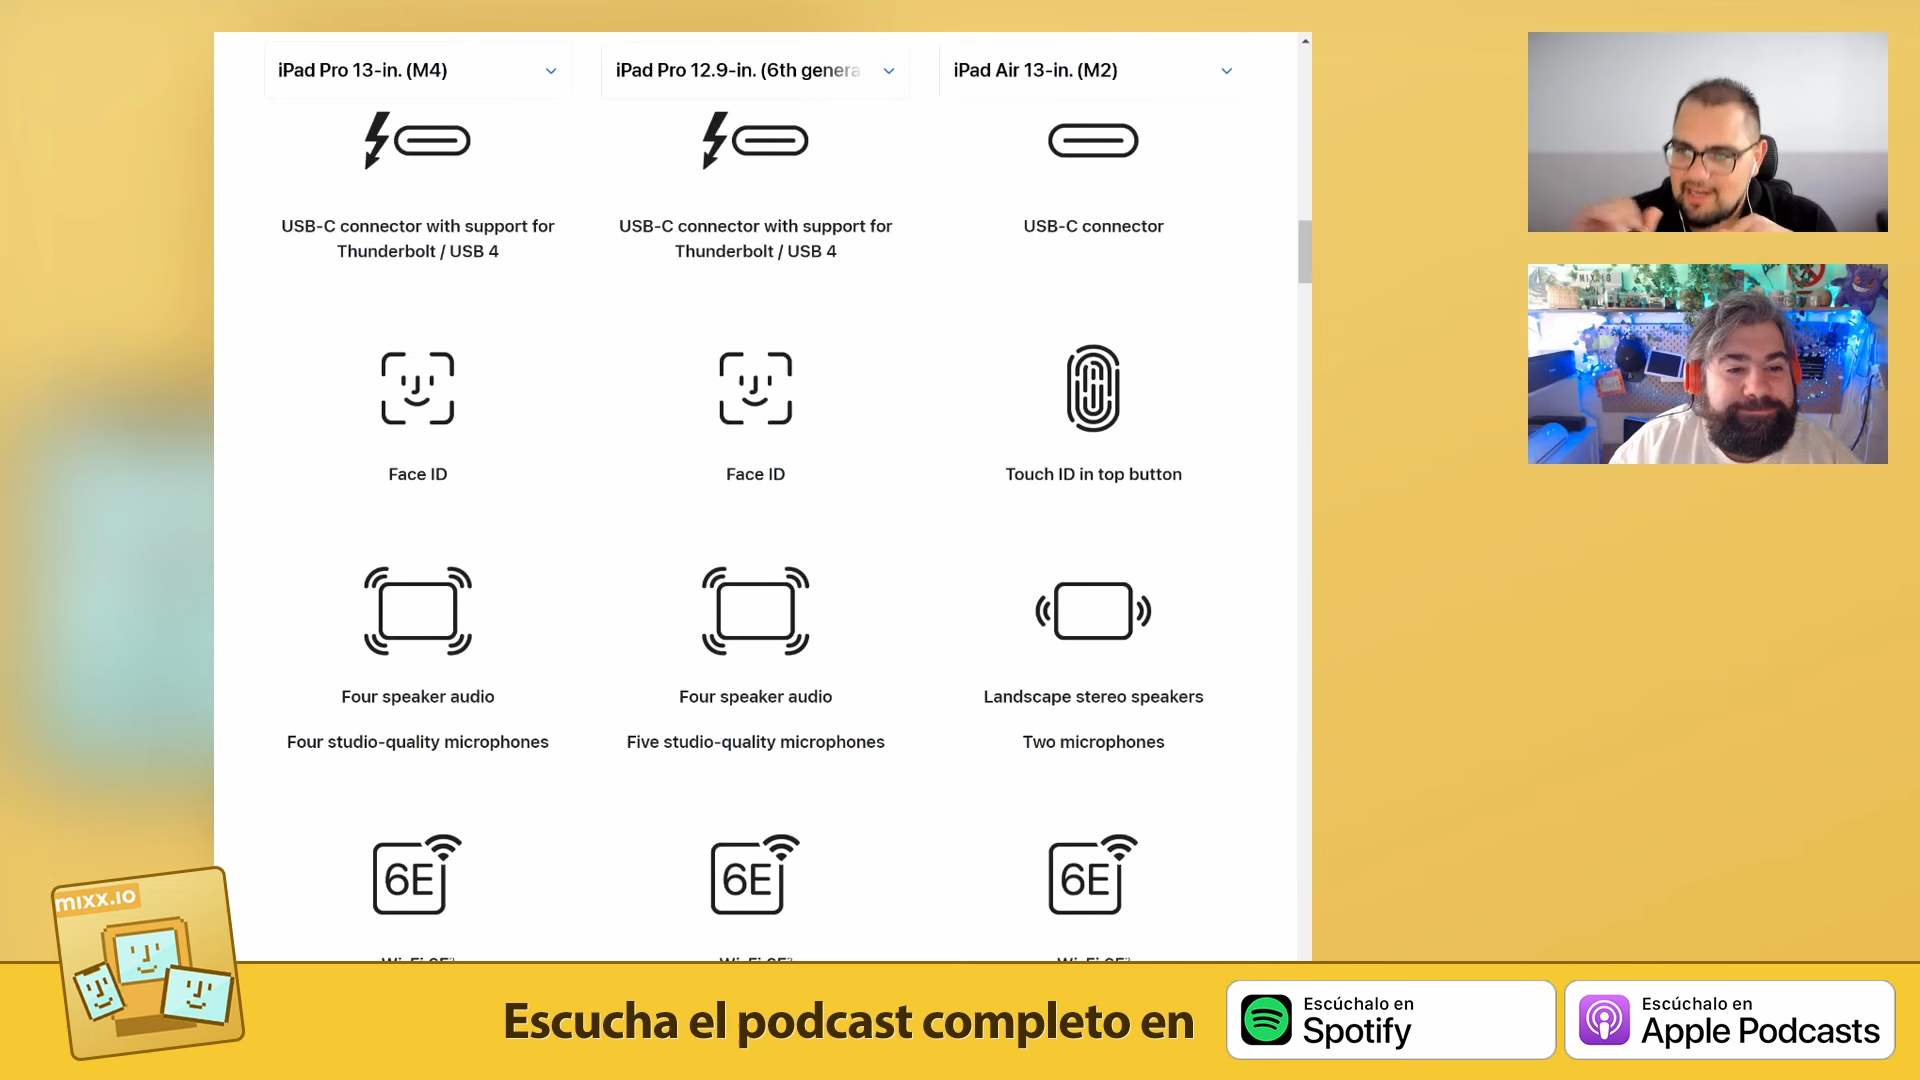 iPad Pro 13-in. (M4)
iPad Pro 12.9-in. (6th genera
iPad Air 13-in. (M2)
USB-C connector with support for
Thunderbolt / USB 4
USB-C connector with support for
Thunderbolt / USB 4
USB-C connector
Face ID
Face ID
Touch ID in top button
Four speaker audio
Four speaker audio
Landscape stereo speakers
Four studio-quality microphones
Five studio-quality microphones
Two microphones
6E
6E
6E
mixx.io
Escucha el podcast completo en
Escúchalo en
Spotify
Escúchalo en
Apple Podcasts